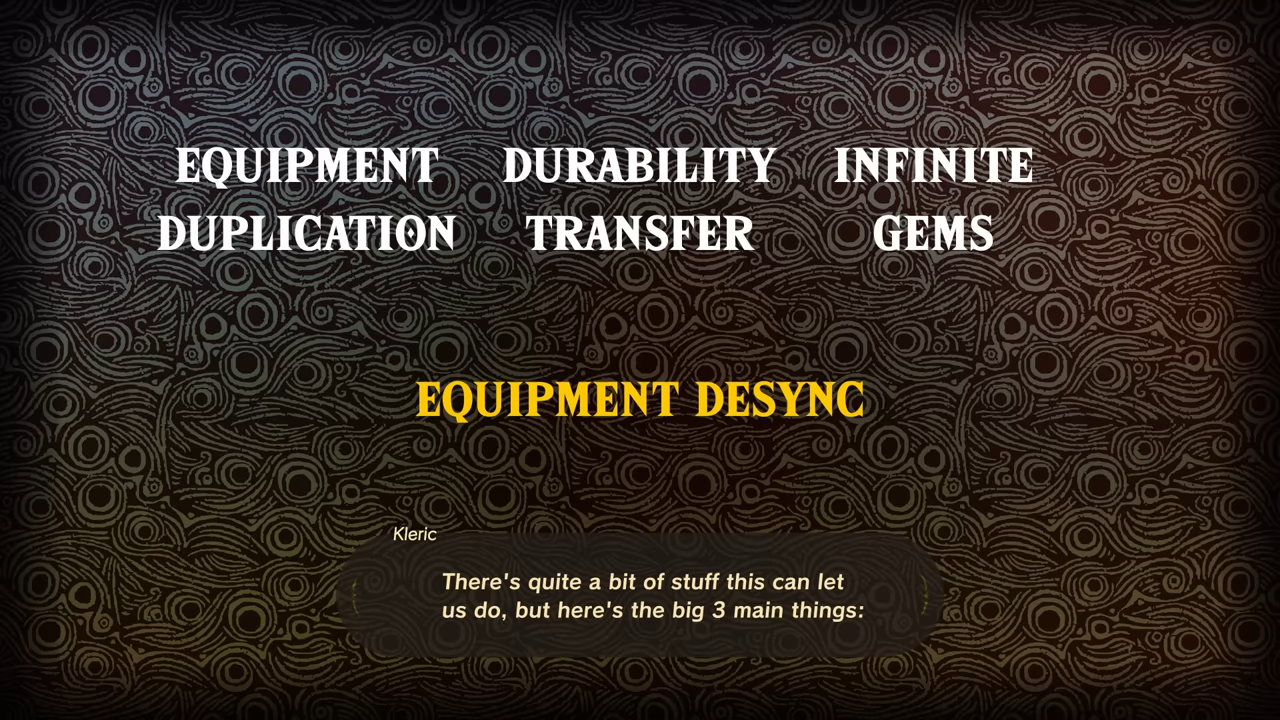 EQUIPMENT DUPLICATION
DURABILITY TRANSFER
INFINITE GEMS
EQUIPMENT DESYNC
Kleric
There's quite a bit of stuff this can let
us do, but here's the big 3 main things: